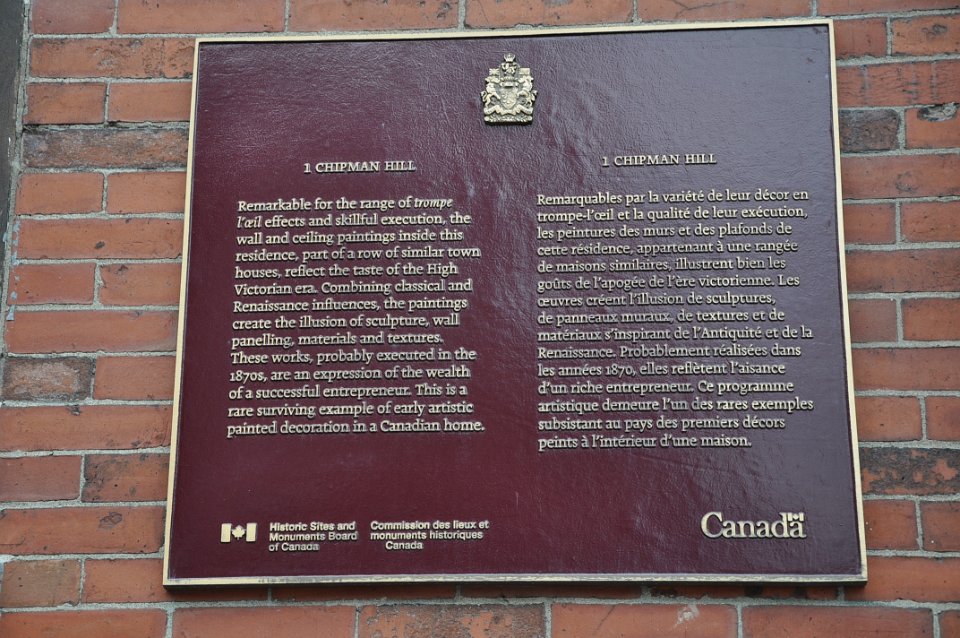 1 CHIPMAN HILL
Remarkable for the range of trompe
l'œil effects and skillful execution, the
wall and ceiling paintings inside this
residence, part of a row of similar town
houses, reflect the taste of the High
Victorian era. Combining classical and
Renaissance influences, the paintings
create the illusion of sculpture, wall
panelling, materials and textures.
These works, probably executed in the
1870s, are an expression of the wealth
of a successful entrepreneur. This is a
rare surviving example of early artistic
painted decoration in a Canadian home.
1 CHIPMAN HILL
Remarquables par la variété de leur décor en
trompe-l'œil et la qualité de leur exécution,
les peintures des murs et des plafonds de
cette résidence, appartenant à une rangée
de maisons similaires, illustrent bien les
goûts de l'apogée de l'ère victorienne. Les
œuvres créent l'illusion de sculptures,
de panneaux muraux, de textures et de
matériaux s'inspirant de l'Antiquité et de la
Renaissance. Probablement réalisées dans
les années 1870, elles reflètent l'aisance
d'un riche entrepreneur. Ce programme
artistique demeure l'un des rares exemples
subsistant au pays des premiers décors
peints à l'intérieur d'une maison.
Historic Sites and
Monuments Board
of Canada
Commission des lieux et
monuments historiques
Canada
Canada